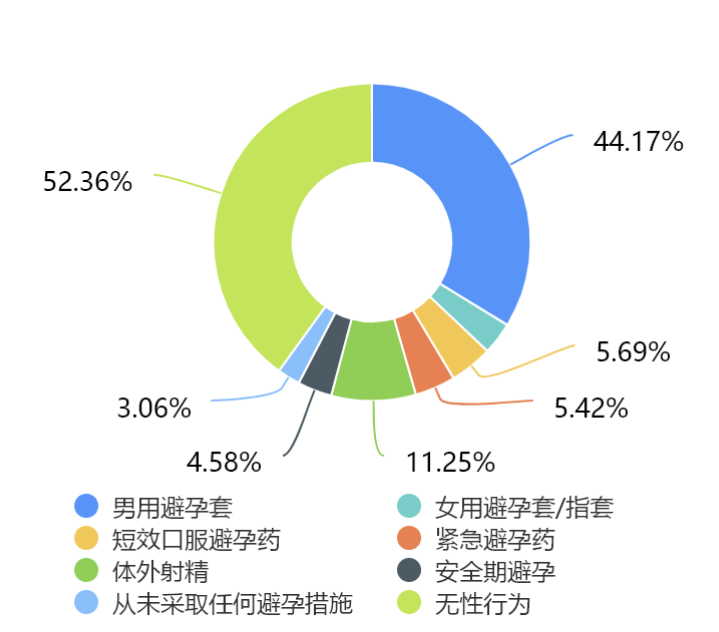 44.17%
52.36%
5.69%
3.06%
5.42%
4.58%
11.25%
男用避孕套
女用避孕套/指套
短效口服避孕药
紧急避孕药
体外射精
安全期避孕
从未采取任何避孕措施
无性行为